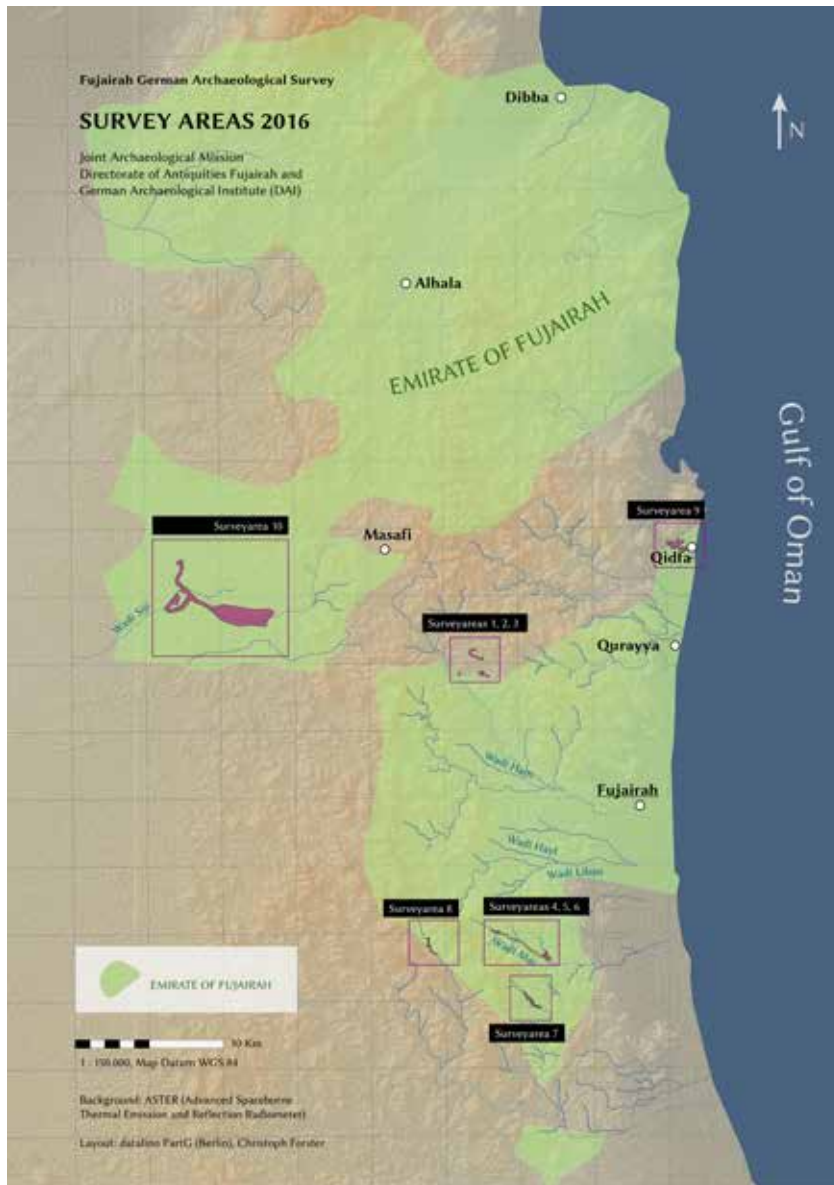 Fujairah German Archaeological Survey
SURVEY AREAS 2016
Joint Archaeological Mission
Directorate of Antiquities Fujairah and
German Archaeological Institute (DAI)
Dibba
N
Alhala
EMIRATE OF FUJAIRAH
Gulf of Oman
Surveyarea 10
Masafi
Surveyarea 9
Qidfa
Wadi Siji
Surveyareas 1, 2, 3
Qurayya
Wadi Ham
Fujairah
Wadi Hayl
Wadi
Surveyarea 8
Surveyareas 4, 5, 6
Wadi
Surveyarea 7
EMIRATE OF FUJAIRAH
10 Km
1 : 150.000, Map Datum WGS 84
Background: ASTER (Advanced Spaceborne
Thermal Emission and Reflection Radiometer)
Layout: datalino PartG (Berlin), Christoph Forster